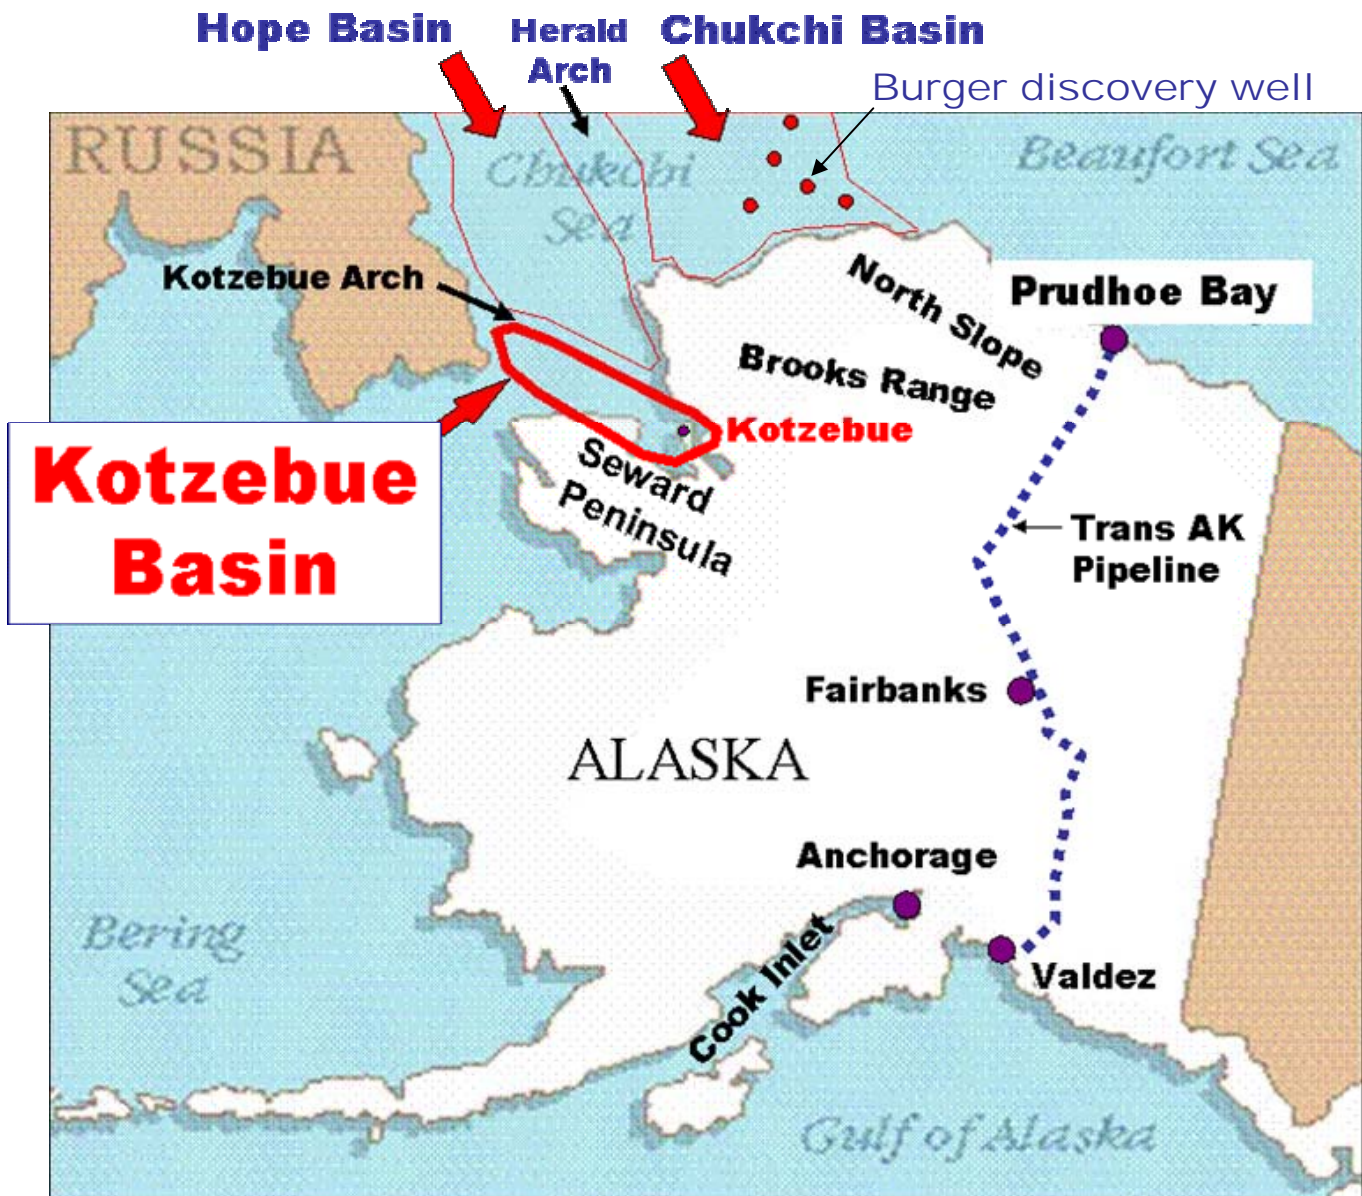 Hope Basin
Herald
Arch
Chukchi Basin
Burger discovery well
RUSSIA
Chukchi
Sea
Beaufort Sea
Kotzebue Arch
North Slope
Prudhoe Bay
Brooks Range
Kotzebue
Kotzebue
Basin
Seward
Peninsula
Trans AK
Pipeline
Fairbanks
ALASKA
Anchorage
Bering
Sea
Cook Inlet
Valdez
Gulf of Alaska